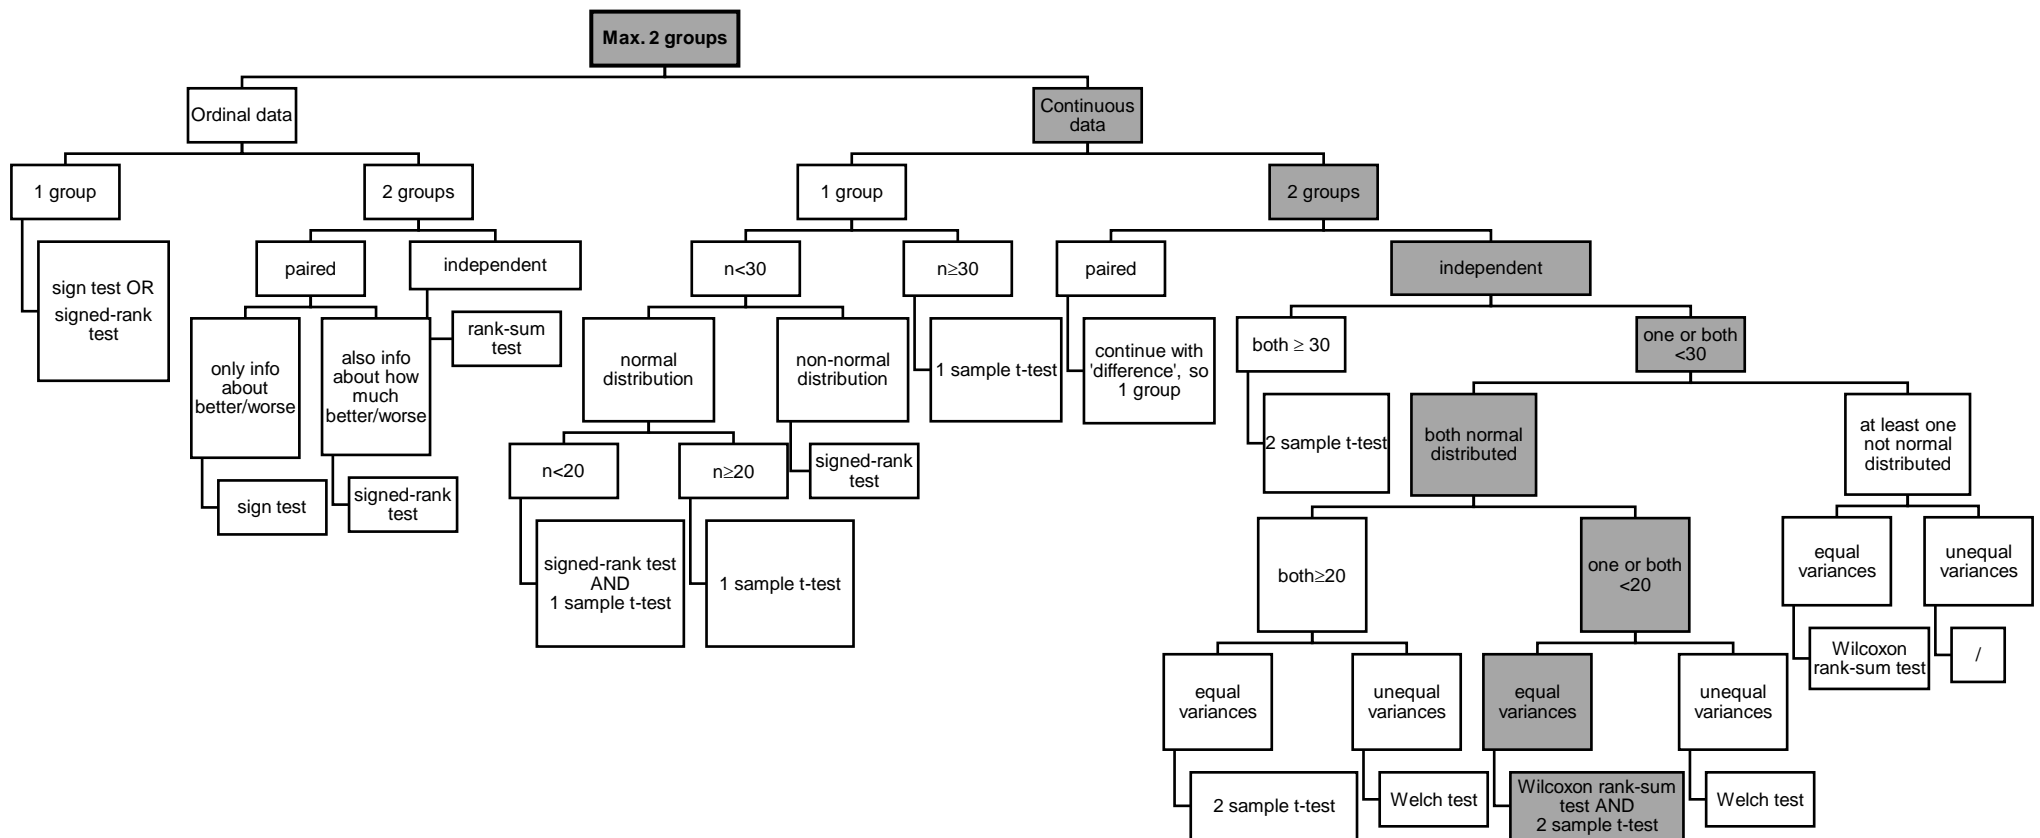 Max. 2 groups
Ordinal data
Continuous
data
1 group
2 groups
1 group
2 groups
sign test OR
signed-rank
test
paired
independent
n<30
n≥30
paired
independent
only info
about
better/worse
also info
about how
much
better/worse
rank-sum
test
normal
distribution
non-normal
distribution
1 sample t-test
continue with
'difference', so
1 group
both ≥ 30
one or both
<30
sign test
signed-rank
test
n<20
n≥20
signed-rank
test
2 sample t-test
both normal
distributed
at least one
not normal
distributed
signed-rank test
AND
1 sample t-test
1 sample t-test
both≥20
one or both
<20
equal
variances
unequal
variances
equal
variances
unequal
variances
equal
variances
unequal
variances
Wilcoxon
rank-sum test
/
2 sample t-test
Welch test
Wilcoxon rank-sum
test AND
2 sample t-test
Welch test